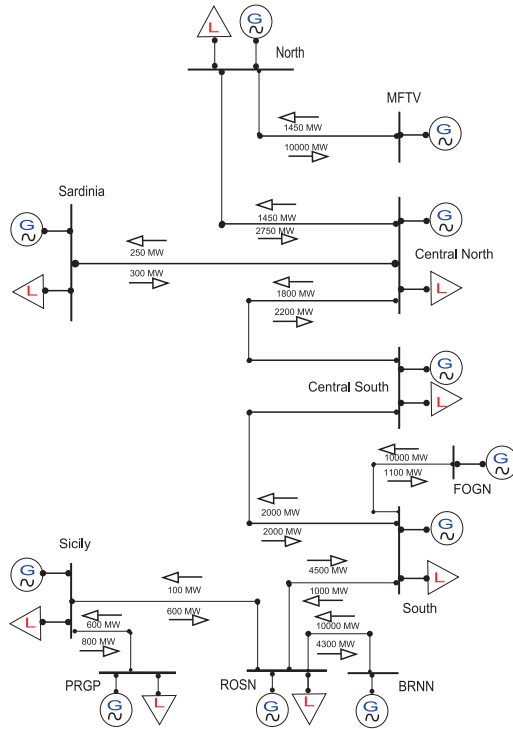 L
G
North
MFTV
1450 MW
G
10000 MW
Sardinia
1450 MW
G
G
2750 MW
250 MW
Central North
300 MW
L
L
1800 MW
2200 MW
G
Central South
L
10000 MW
G
1100 MW
FOGN
2000 MW
2000 MW
G
Sicily
4500 MW
G
100 MW
L
1000 MW
South
600 MW
L
600 MW
10000 MW
800 MW
4300 MW
PRGP
ROSN
BRNN
G
L
G
L
G